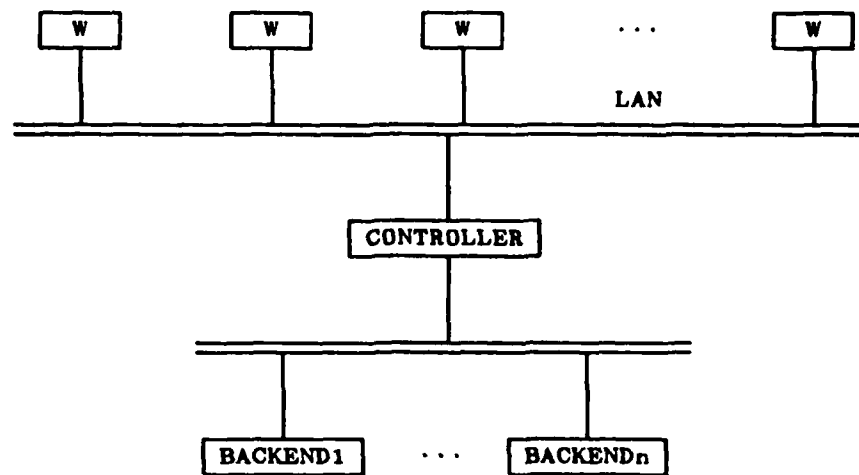 W W W ... W
LAN
CONTROLLER
BACKEND1 ... BACKENDn